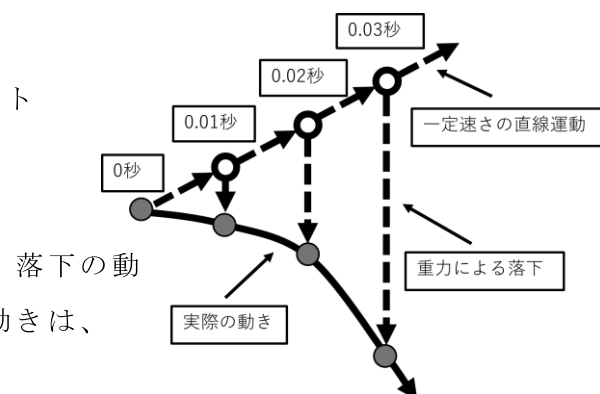 0.03秒
ト
0.02秒
一定速さの直線運動
0.01秒
0秒
落下の動
重力による落下
動きは、
実際の動き